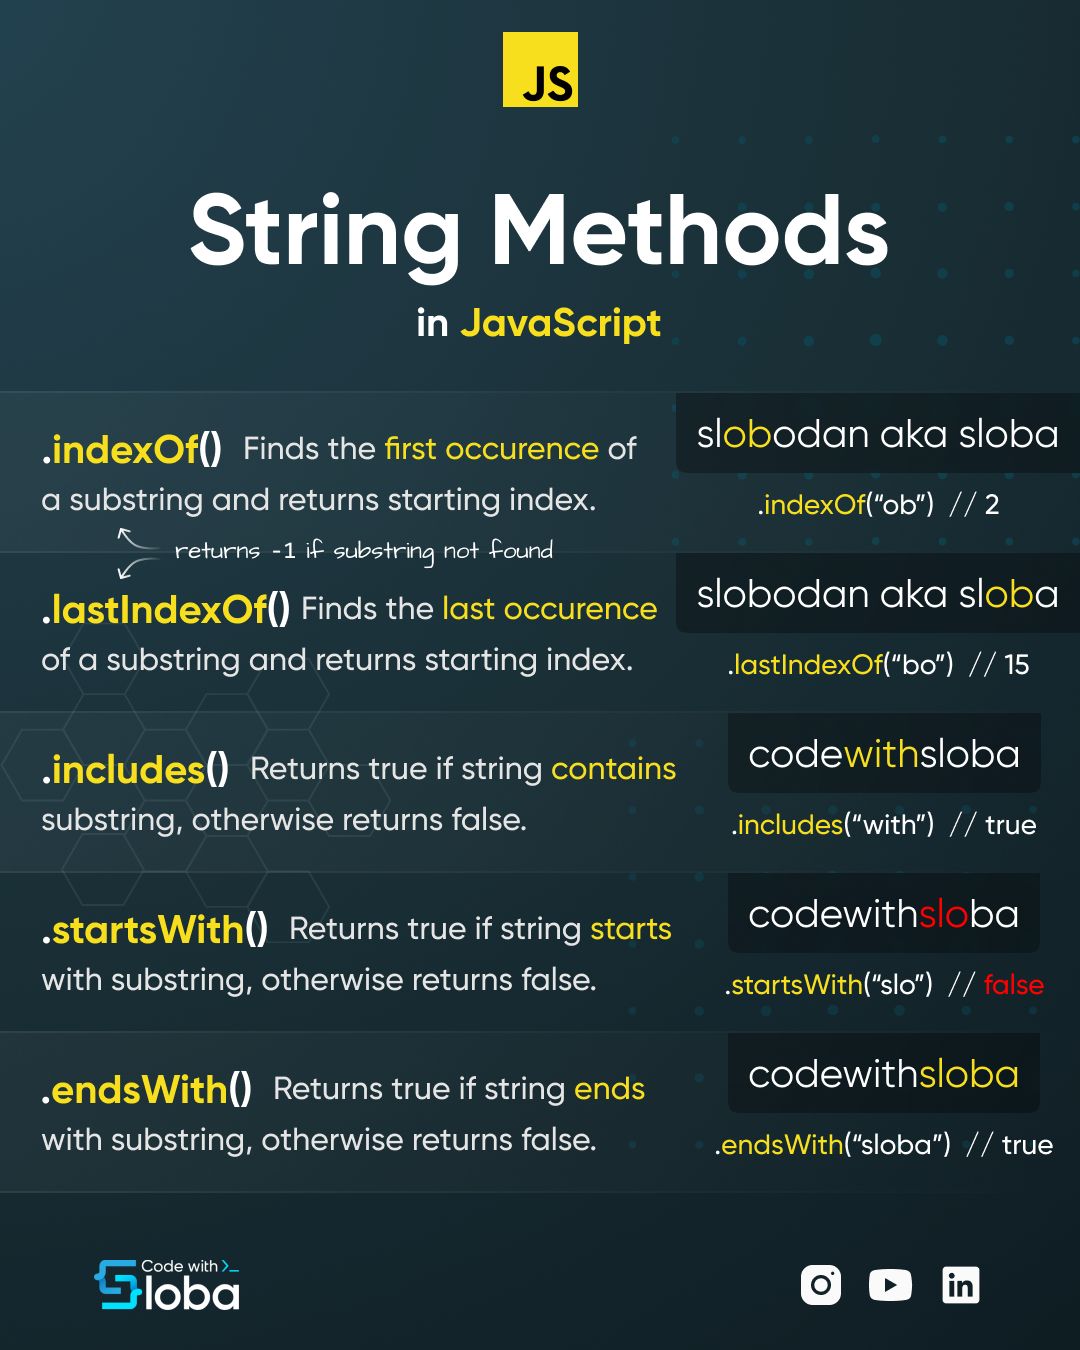 JS
String Methods
in JavaScript
.indexOf() Finds the first occurence of
a substring and returns starting index.
slobodan aka sloba
.indexOf(“ob”) // 2
returns -1 if substring not found
.lastIndexOf() Finds the last occurence
of a substring and returns starting index.
slobodan aka sloba
.lastIndexOf(“bo”) // 15
.includes() Returns true if string contains
substring, otherwise returns false.
codewithsloba
.includes(“with”) // true
.startsWith() Returns true if string starts
with substring, otherwise returns false.
codewithsloba
.startsWith(“slo”) // false
.endsWith() Returns true if string ends
with substring, otherwise returns false.
codewithsloba
.endsWith(“sloba”) // true
Code with >_
Sloba
in